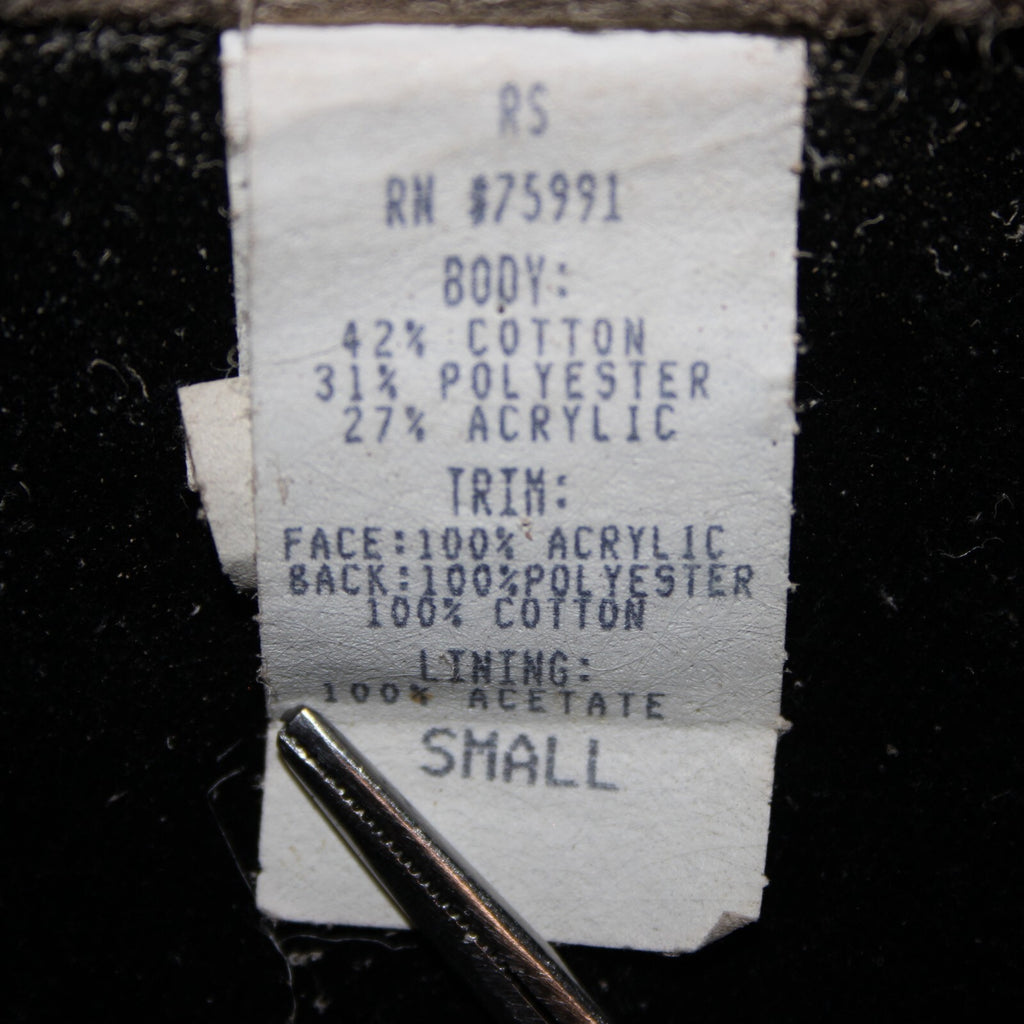 RS
RN #75991
BODY:
42% COTTON
31% POLYESTER
27% ACRYLIC
TRIM:
FACE:100% ACRYLIC
BACK:100%POLYESTER
100% COTTON
LINING:
100% ACETATE
SMALL